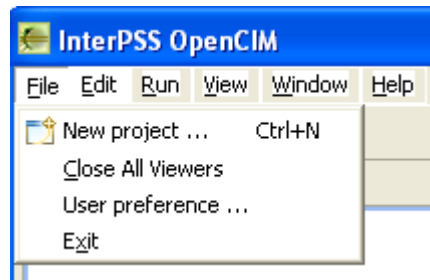 InterPSS OpenCIM
File Edit Run View Window Help
New project ... Ctrl+N
Close All Viewers
User preference ...
Exit